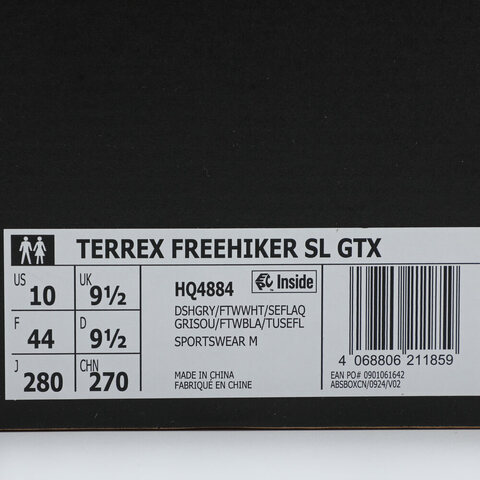 TERREX FREEHIKER SL GTX
US 10 UK 9½
F 44 D 9½
J 280 CHN 270
HQ4884
Inside
DSHGRY/FTWWHT/SEFLAQ
GRISOU/FTWBLA/TUSEFL
SPORTSWEAR M
MADE IN CHINA
FABRIQUÉ EN CHINE
4 068806 211859
EAN PO# 0901061642
ABSBOXCN/0924/V02